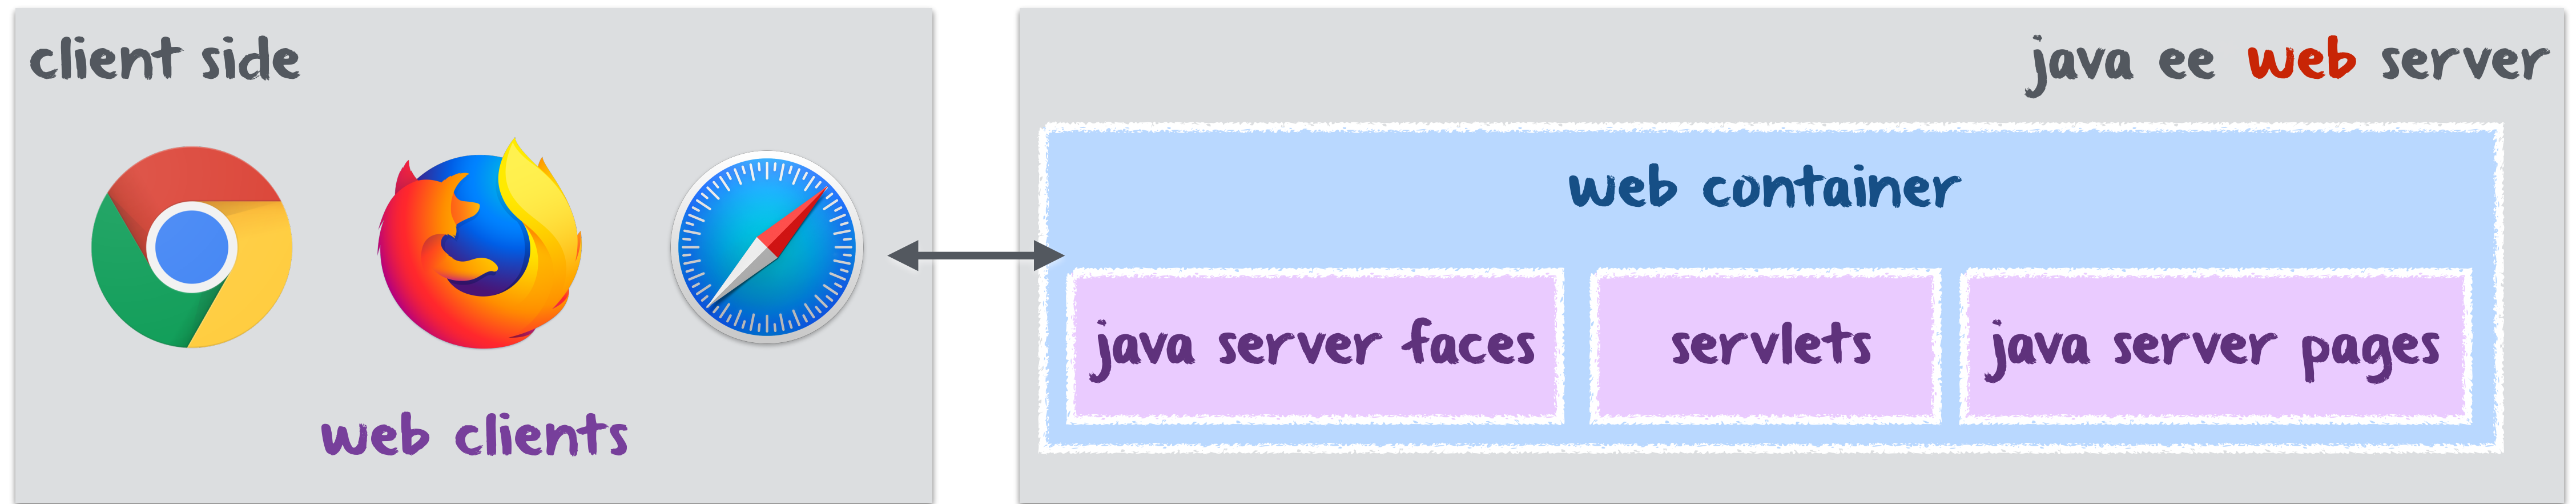 client side
web clients
java ee web server
web container
java server faces
servlets
java server pages